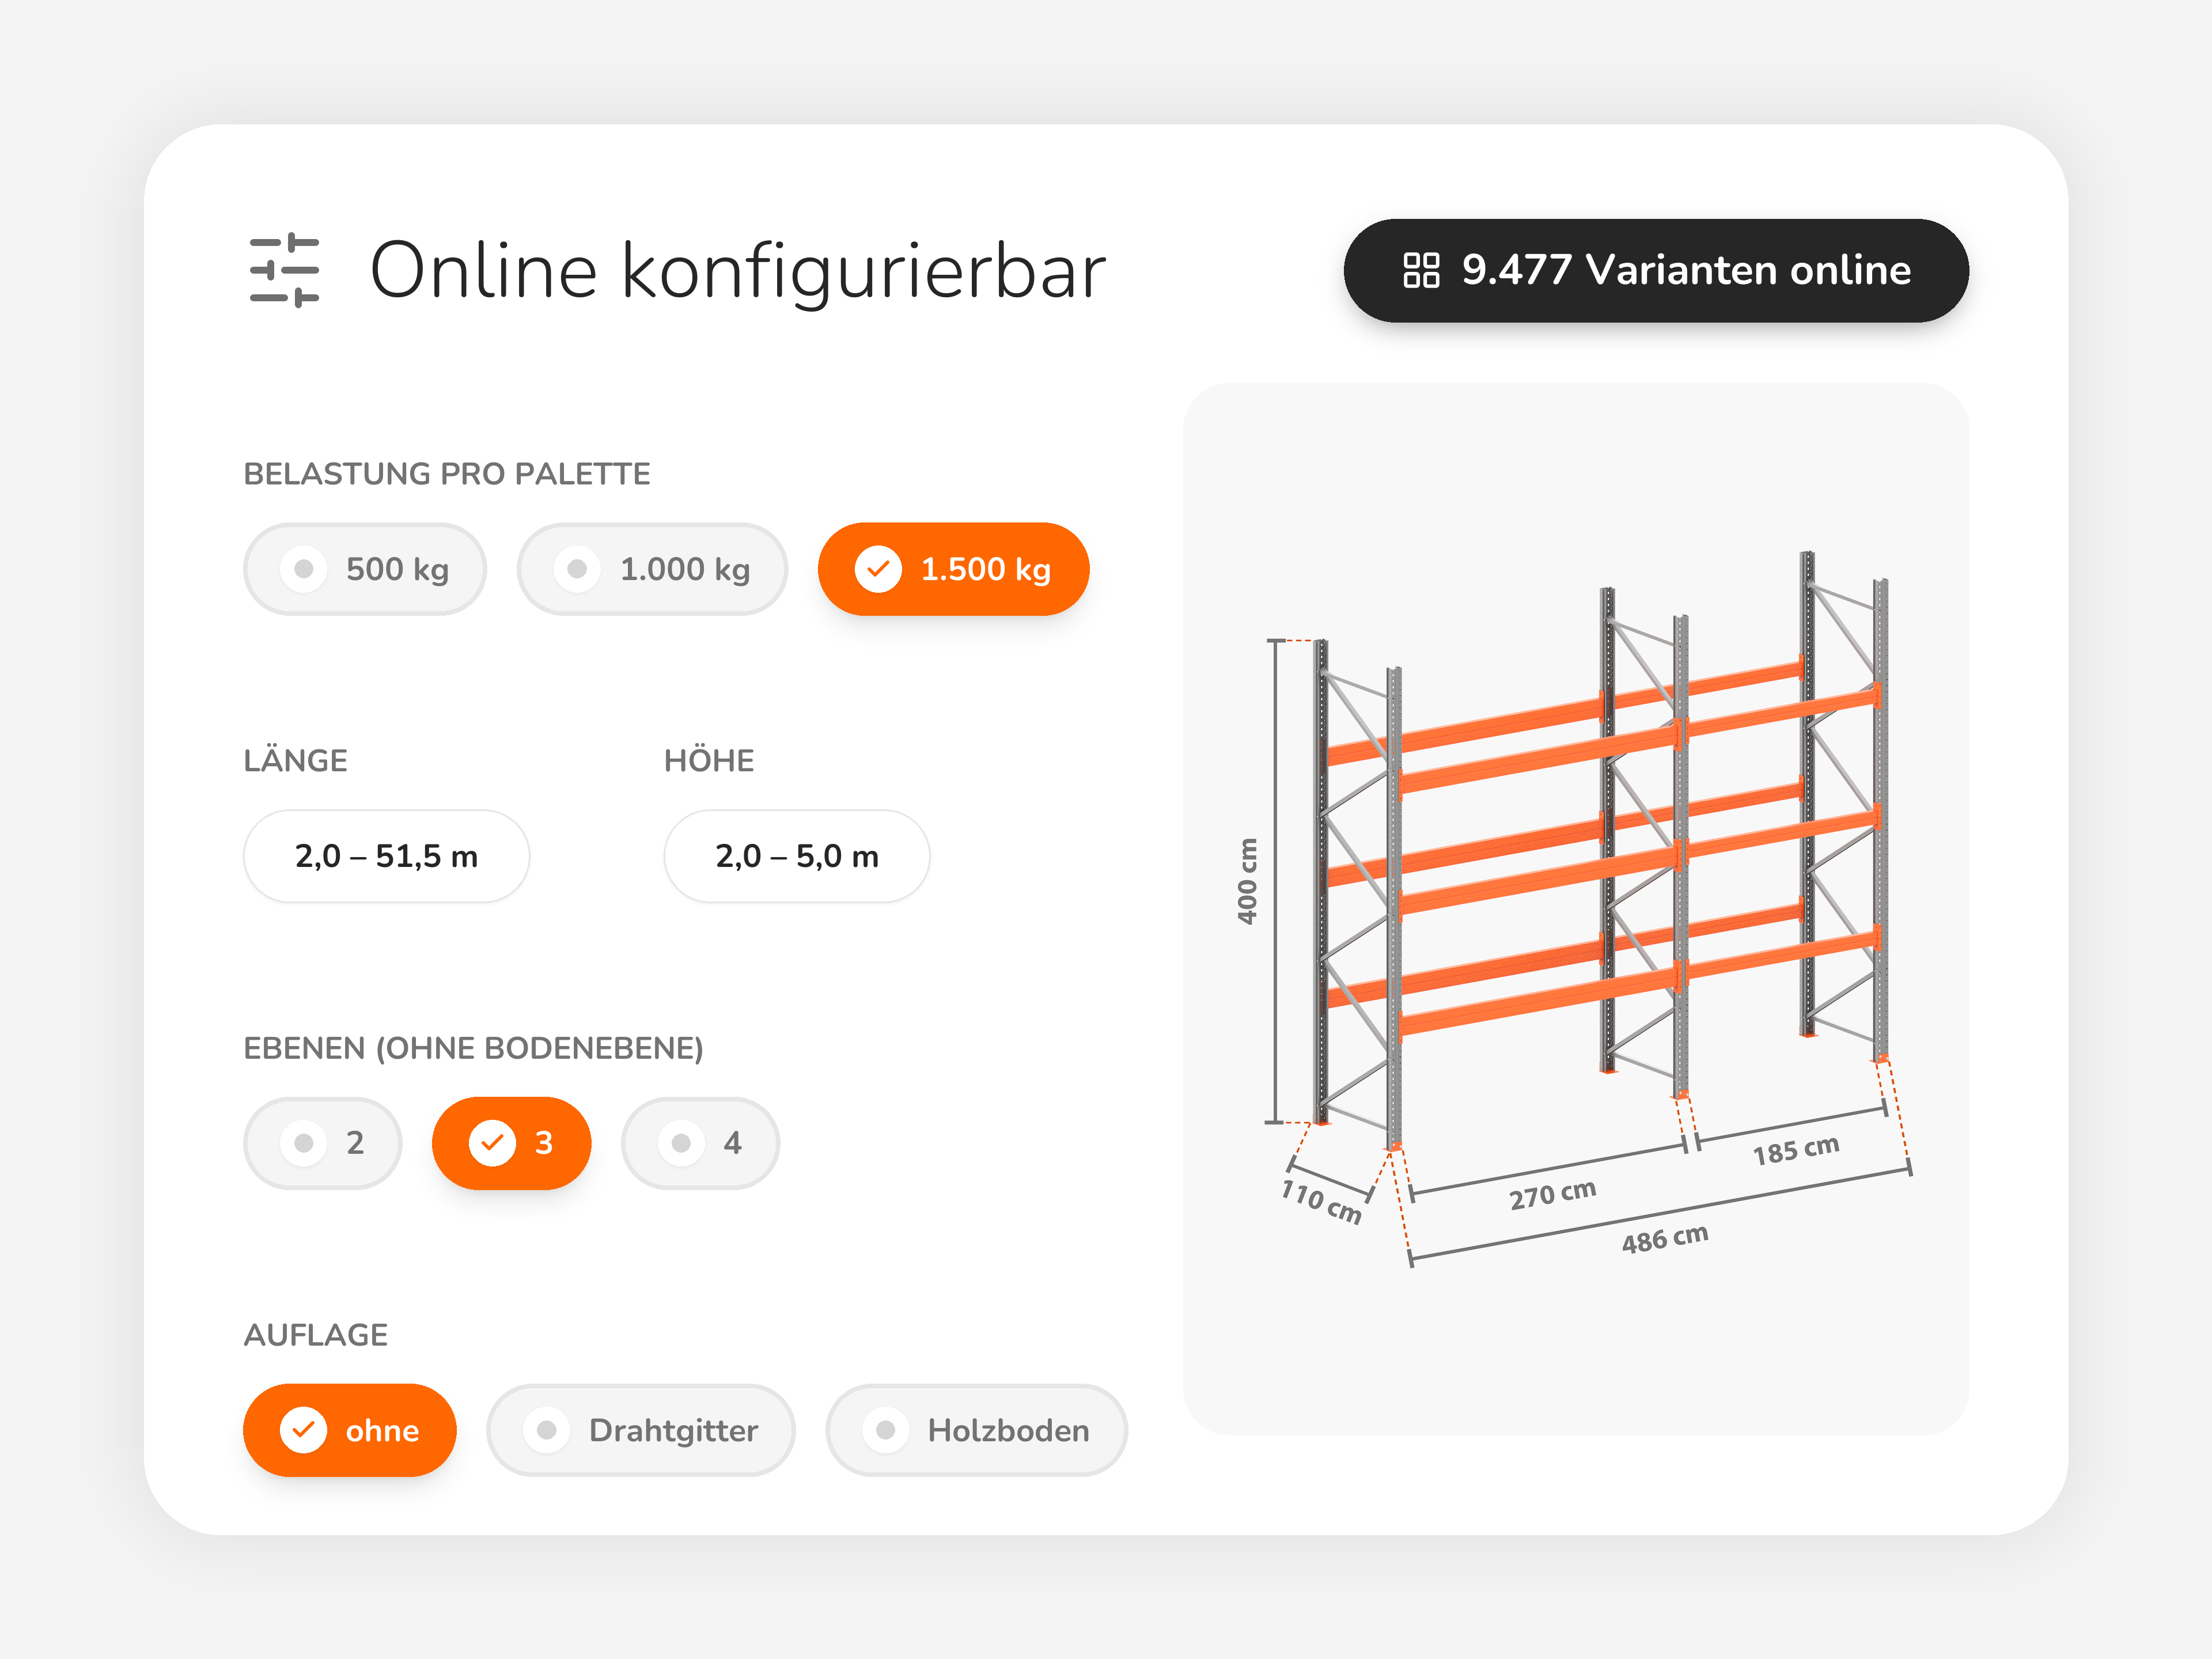 Online konfigurierbar
9.477 Varianten online
BELASTUNG PRO PALETTE
500 kg
1.000 kg
1.500 kg
LÄNGE
HÖHE
2,0 – 51,5 m
2,0 – 5,0 m
EBENEN (OHNE BODENEBENE)
2
3
4
AUFLAGE
ohne
Drahtgitter
Holzboden
400 cm
110 cm
270 cm
185 cm
486 cm